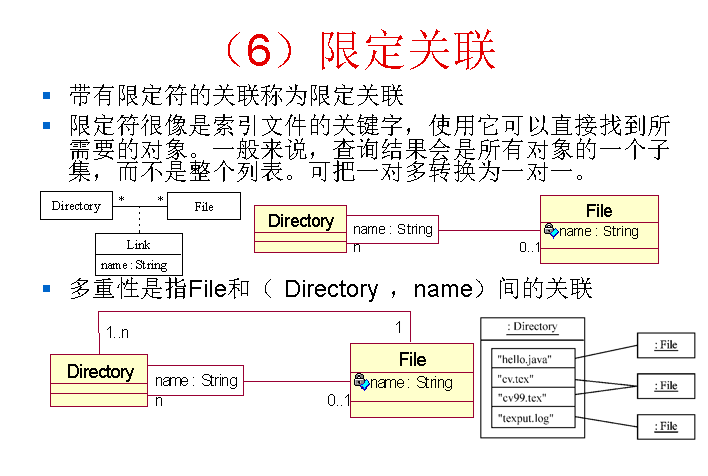 （6）限定关联
带有限定符的关联称为限定关联
限定符很像是索引文件的关键字，使用它可以直接找到所
需要的对象。一般来说，查询结果会是所有对象的一个子
集，而不是整个列表。可把一对多转换为一对一。
Directory * * File
Link
name:String
Directory
name : String
n
0..1
File
name : String
多重性是指File和（ Directory ，name）间的关联
1..n
1
Directory
name : String
n
0..1
File
name : String
: Directory
"hello.java"
"cv.tex"
"cv99.tex"
"texput.log"
: File
: File
: File